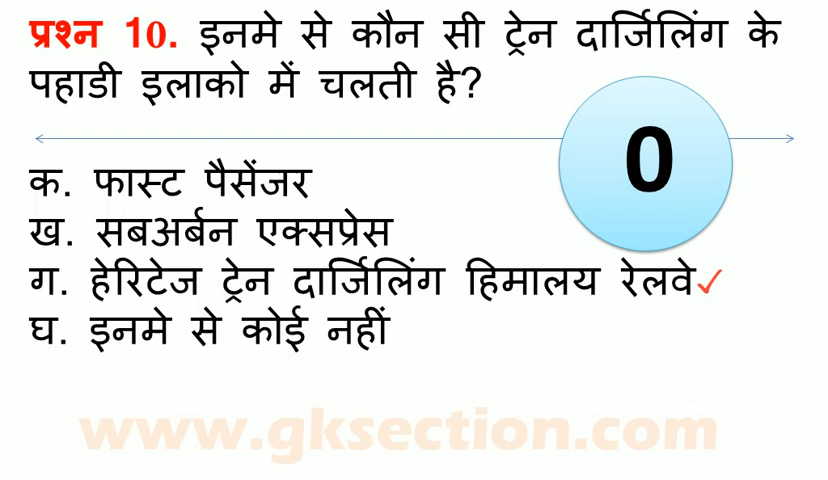 प्रश्न 10. इनमे से कौन सी ट्रेन दार्जिलिंग के
पहाडी इलाको में चलती है?
0
क. फास्ट पैसेंजर
ख. सबअर्बन एक्सप्रेस
ग. हेरिटेज ट्रेन दार्जिलिंग हिमालय रेलवे✓
घ. इनमे से कोई नहीं
www.gksection.com